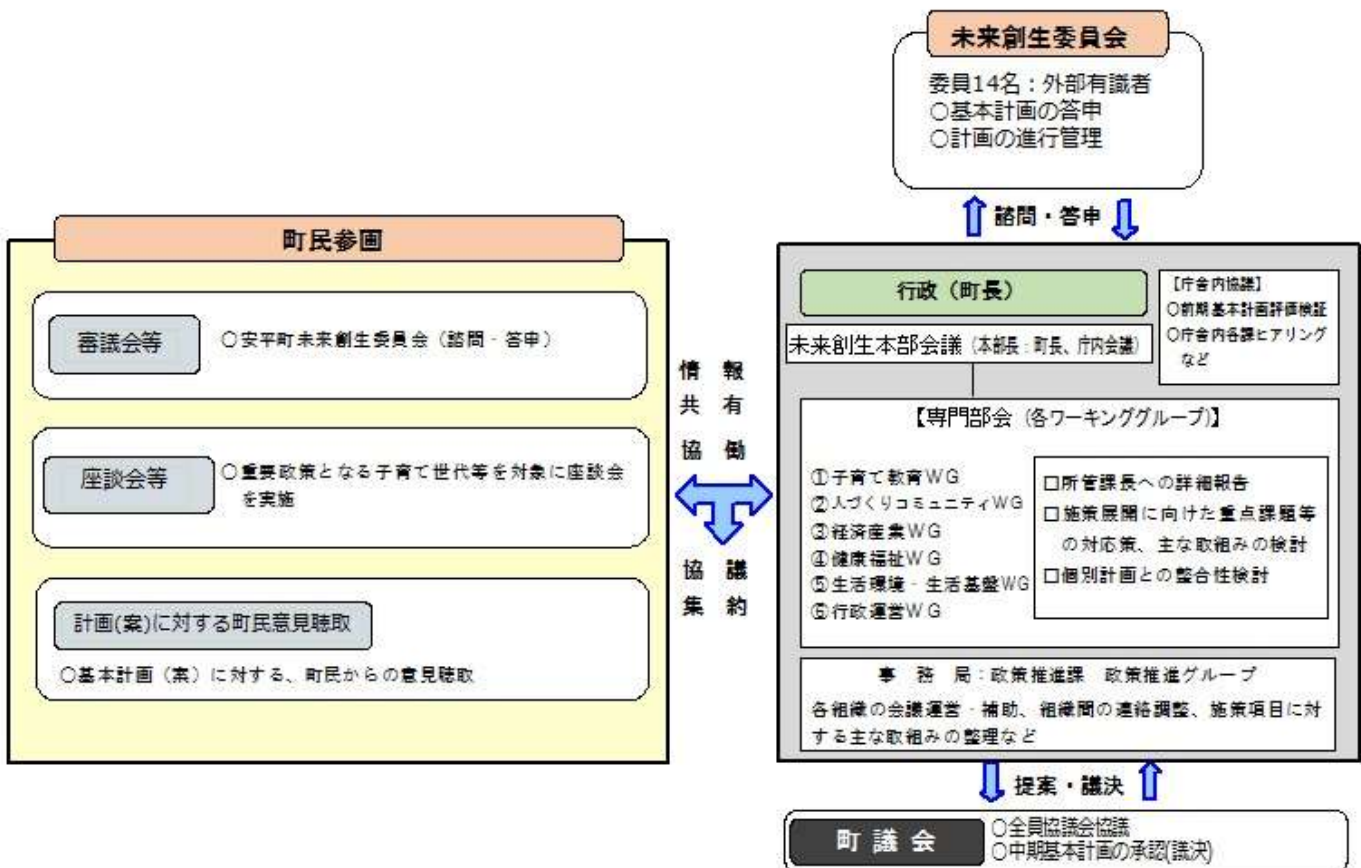 未来創生委員会
委員14名：外部有識者
○基本計画の答申
○計画の進行管理
諮問・答申
町民参画
審議会等
○安平町未来創生委員会（諮問・答申）
座談会等
○重要政策となる子育て世代等を対象に座談会
を実施
計画(案)に対する町民意見聴取
○基本計画（案）に対する、町民からの意見聴取
情報
共有
協働
協議
集約
行政（町長）
【庁舎内協議】
○前期基本計画評価検証
○庁舎内各課ヒアリング
など
未来創生本部会議（本部長：町長、庁内会議）
【専門部会（各ワーキンググループ）】
①子育て教育ＷＧ
②人づくりコミュニティＷＧ
③経済産業ＷＧ
④健康福祉ＷＧ
⑤生活環境・生活基盤ＷＧ
⑥行政運営ＷＧ
□所管課長への詳細報告
□施策展開に向けた重点課題等
の対応策、主な取組みの検討
□個別計画との整合性検討
事　務　局：政策推進課　政策推進グループ
各組織の会議運営・補助、組織間の連絡調整、施策項目に対
する主な取組みの整理など
提案・議決
町議会
○全員協議会協議
○中期基本計画の承認(議決)